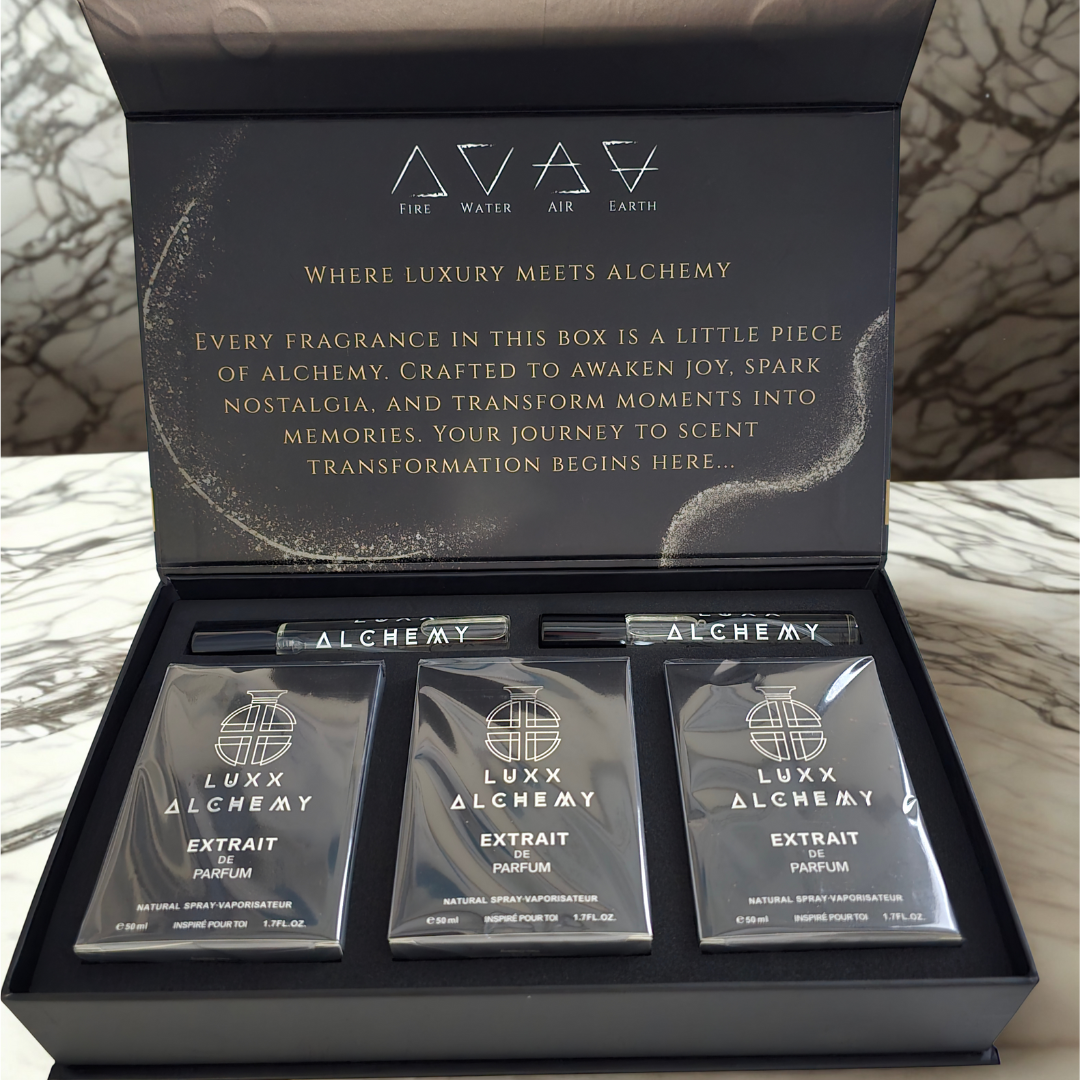 FIRE WATER AIR EARTH
WHERE LUXURY MEETS ALCHEMY
EVERY FRAGRANCE IN THIS BOX IS A LITTLE PIECE
OF ALCHEMY. CRAFTED TO AWAKEN JOY, SPARK
NOSTALGIA, AND TRANSFORM MOMENTS INTO
MEMORIES. YOUR JOURNEY TO SCENT
TRANSFORMATION BEGINS HERE...
LUXX
ALCHEMY
LUXX
ALCHEMY
LUXX
ALCHEMY
EXTRAIT
DE
PARFUM
NATURAL SPRAY-VAPORISATEUR
℮50 ml INSPIRÉ POUR TOI 1.7FL.OZ.
LUXX
ALCHEMY
EXTRAIT
DE
PARFUM
NATURAL SPRAY-VAPORISATEUR
℮50 ml INSPIRÉ POUR TOI 1.7FL.OZ.
LUXX
ALCHEMY
EXTRAIT
DE
PARFUM
NATURAL SPRAY-VAPORISATEUR
℮50 ml INSPIRÉ POUR TOI 1.7FL.OZ.